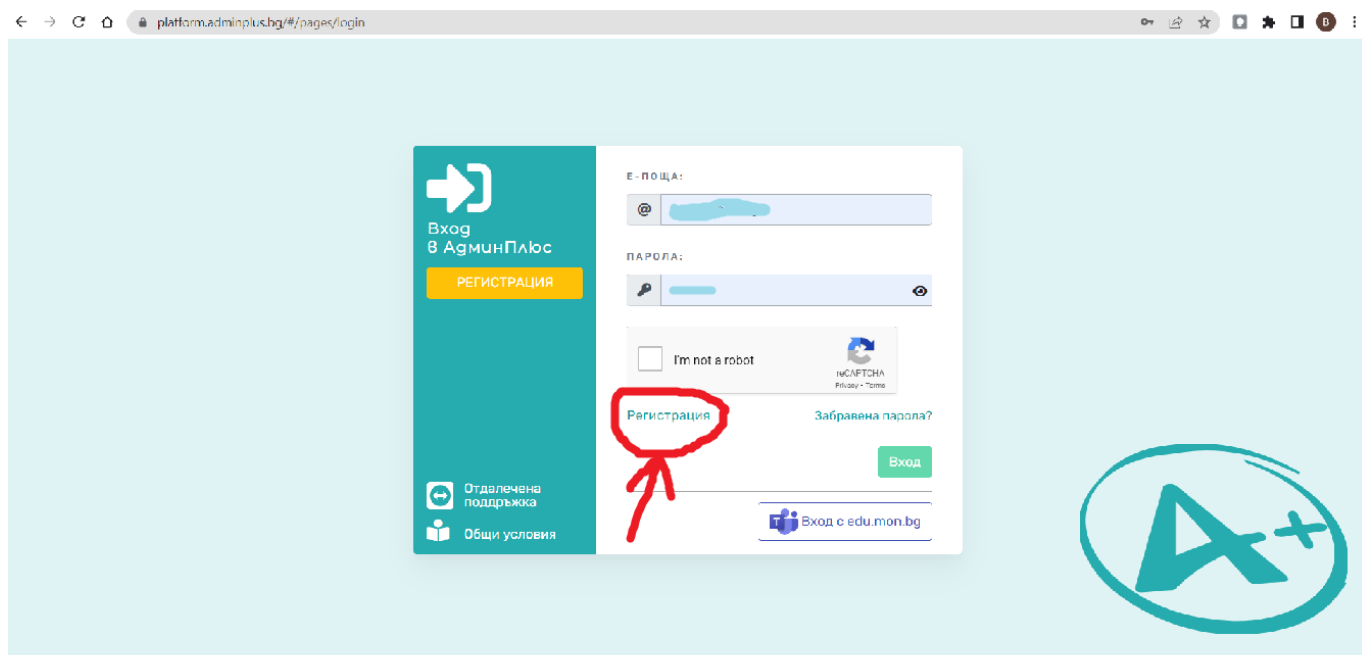 platform.adminplus.bg/#/pages/login
B
Вход
в АдминПлюс
РЕГИСТРАЦИЯ
Отдалечена
поддръжка
Общи условия
Е-ПОЩА:
@
ПАРОЛА:
I'm not a robot
reCAPTCHA
Privacy - Terms
Регистрация
Забравена парола?
Вход
T
Вход с edu.mon.bg
A+